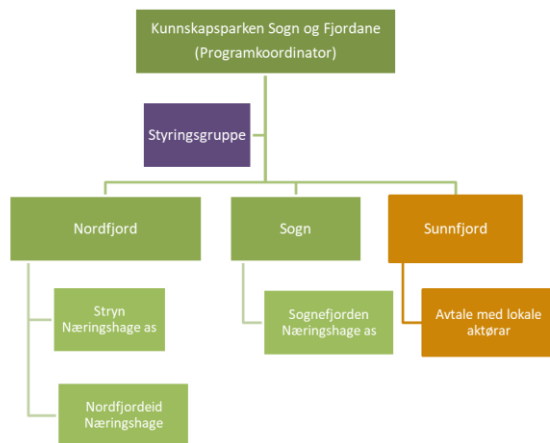 Kunnskapsparken Sogn og Fjordane
(Programkoordinator)
Styringsgruppe
Nordfjord
Sogn
Sunnfjord
Stryn
Næringshage as
Sognefjorden
Næringshage as
Avtale med lokale
aktørar
Nordfjordeid
Næringshage